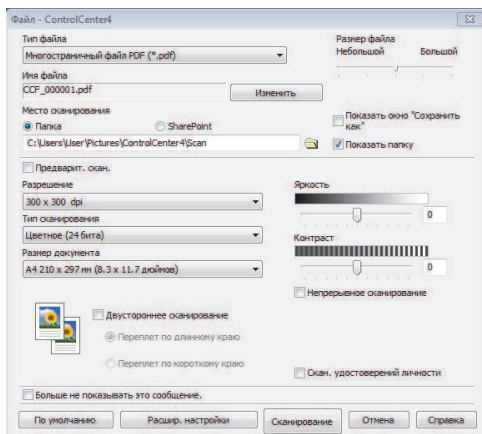 Файл - ControlCenter4
Тип файла
Многостраничный файл PDF (*.pdf)
Размер файла
Небольшой Большой
Имя файла
CCF_000001.pdf
Изменить
Место сканирования
Папка
SharePoint
C:\Users\User\Pictures\ControlCenter4\Scan
Показать окно "Сохранить
как"
Показать папку
Предварит. скан.
Разрешение
300 x 300 dpi
Тип сканирования
Цветное (24 бита)
Размер документа
A4 210 x 297 мм (8.3 x 11.7 дюймов)
Яркость
0
Контраст
0
Непрерывное сканирование
Двустороннее сканирование
Переплет по длинному краю
Переплет по короткому краю
Скан. удостоверений личности
Больше не показывать это сообщение.
По умолчанию
Расшир. настройки
Сканирование
Отмена
Справка